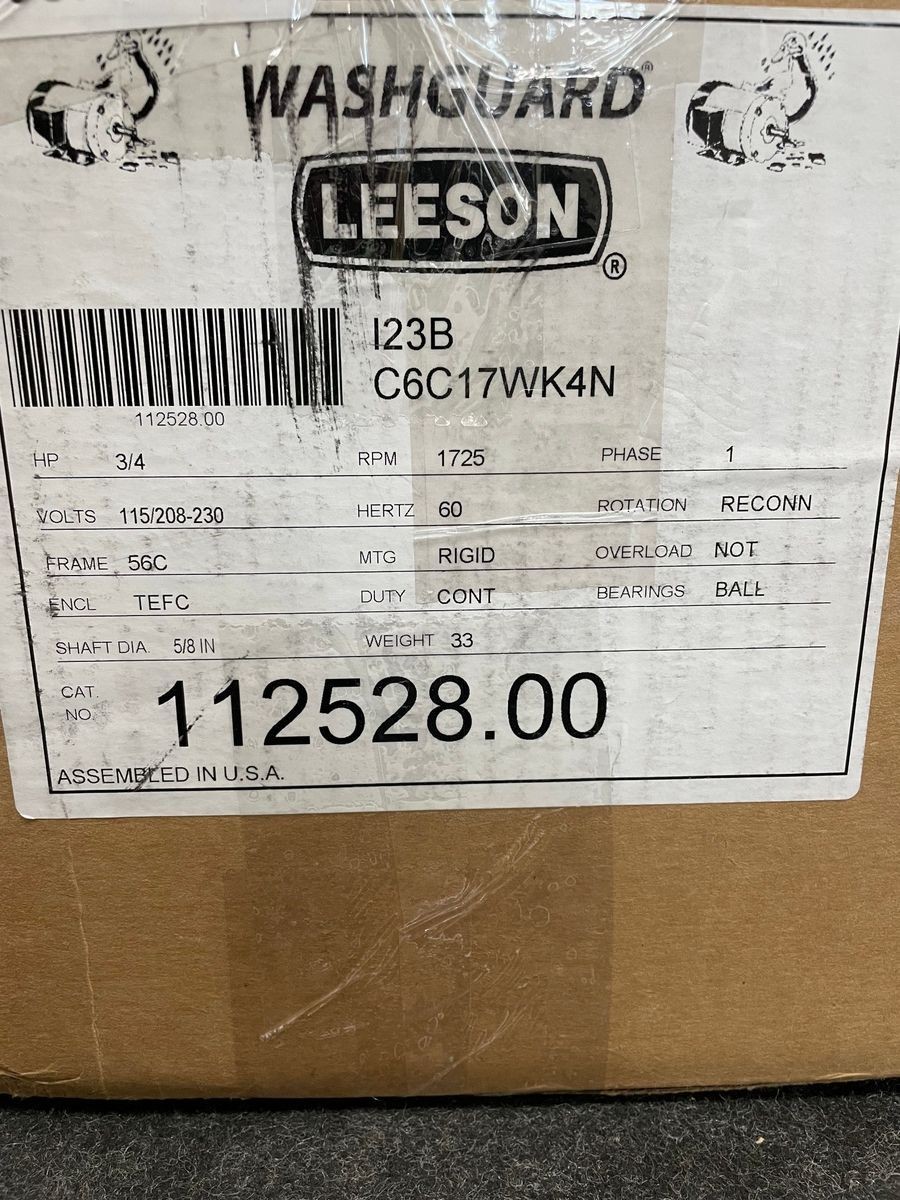 WASHGUARD®
LEESON®
I23B
C6C17WK4N
112528.00
HP 3/4 RPM 1725 PHASE 1
VOLTS 115/208-230 HERTZ 60 ROTATION RECONN
FRAME 56C MTG RIGID OVERLOAD NOT
ENCL TEFC DUTY CONT BEARINGS BALL
SHAFT DIA. 5/8 IN WEIGHT 33
CAT. NO. 112528.00
ASSEMBLED IN U.S.A.